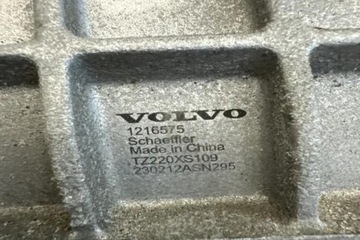 VOLVO
1216575
Schaeffler
Made in China
TZ220XS109
230212ASN295